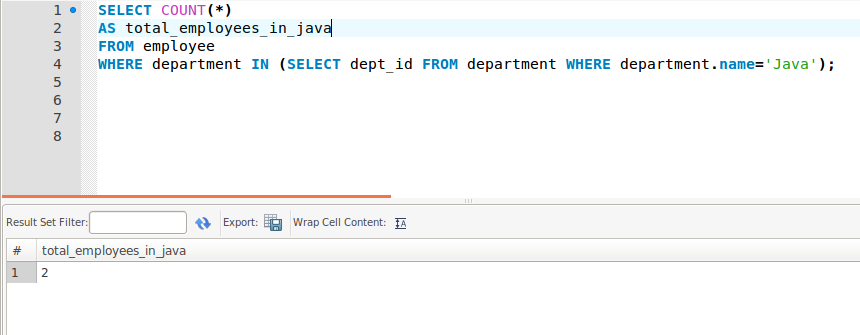 1 SELECT COUNT(*)
2 AS total_employees_in_java
3 FROM employee
4 WHERE department IN (SELECT dept_id FROM department WHERE department.name='Java');
5
6
7
8
Result Set Filter: Export: Wrap Cell Content:
# total_employees_in_java
1 2